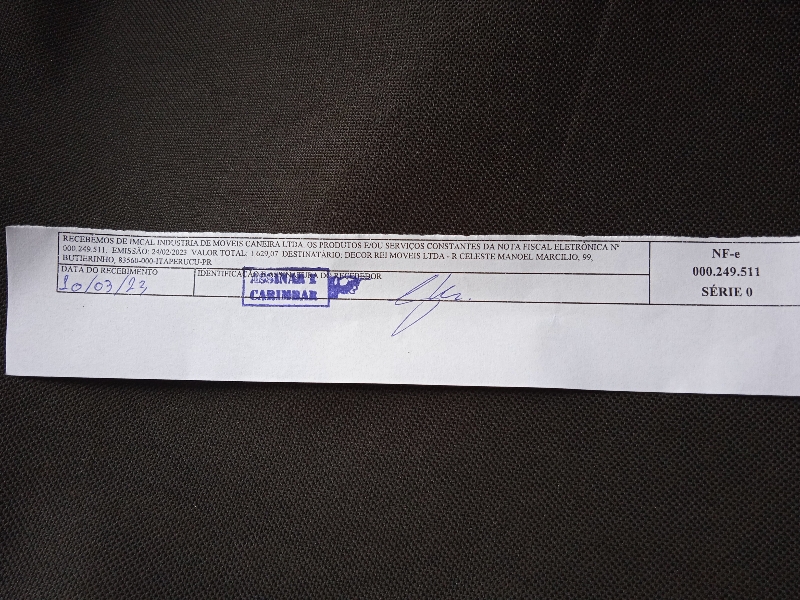 RECEBEMOS DE IMCAL INDUSTRIA DE MOVEIS CANEIRA LTDA. OS PRODUTOS E/OU SERVIÇOS CONSTANTES DA NOTA FISCAL ELETRÔNICA Nº
000.249.511. EMISSÃO: 24/02/2023 VALOR TOTAL: 1.629,07 DESTINATARIO: DECOR REI MOVEIS LTDA - R CELESTE MANOEL MARCILIO, 99,
BUTIERINHO, 83560-000-ITAPERUCU-PR
DATA DO RECEBIMENTO
10/03/23
IDENTIFICAÇÃO E ASSINATURA DO RECEBEDOR
ASSINAR E
CARIMBAR
NF-e
000.249.511
SÉRIE 0